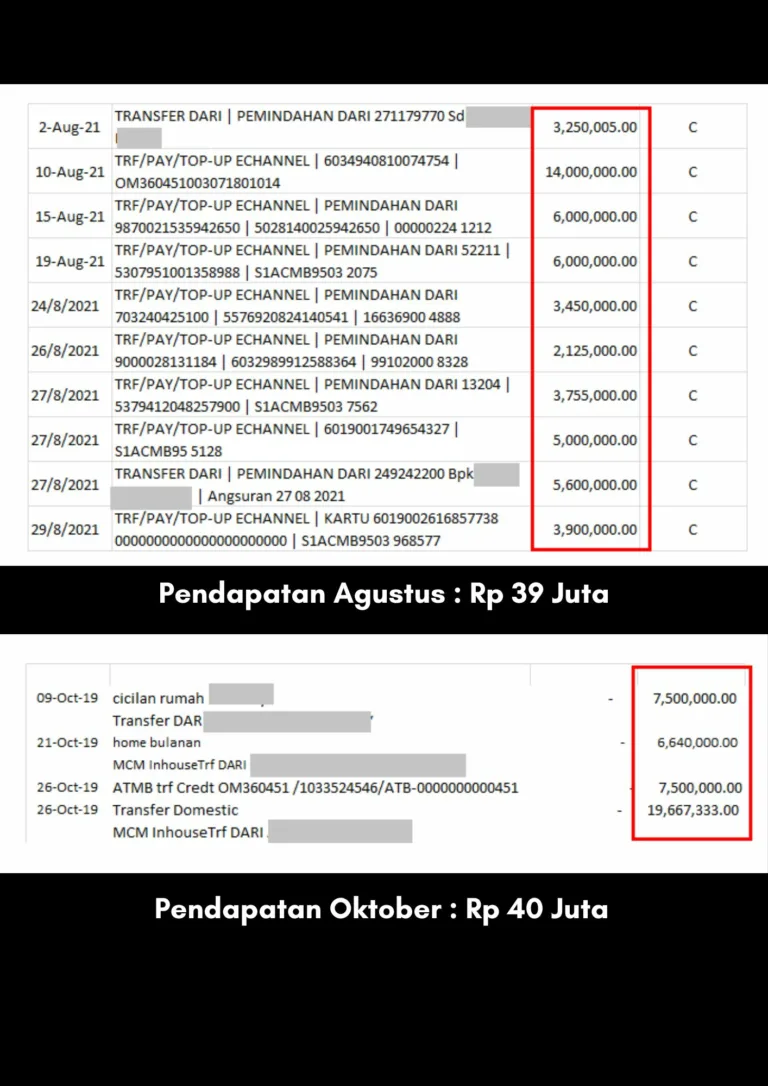 2-Aug-21 TRANSFER DARI | PEMINDAHAN DARI 271179770 Sd 3,250,005.00 C
10-Aug-21 TRF/PAY/TOP-UP ECHANNEL | 6034940810074754 | 14,000,000.00 C
OM360451003071801014
15-Aug-21 TRF/PAY/TOP-UP ECHANNEL | PEMINDAHAN DARI 6,000,000.00 C
9870021535942650 | 5028140025942650 | 00000224 1212
19-Aug-21 TRF/PAY/TOP-UP ECHANNEL | PEMINDAHAN DARI 52211 | 6,000,000.00 C
5307951001358988 | S1ACMB9503 2075
24/8/2021 TRF/PAY/TOP-UP ECHANNEL | PEMINDAHAN DARI 3,450,000.00 C
703240425100 | 5576920824140541 | 16636900 4888
26/8/2021 TRF/PAY/TOP-UP ECHANNEL | PEMINDAHAN DARI 2,125,000.00 C
9000028131184 | 6032989912588364 | 99102000 8328
27/8/2021 TRF/PAY/TOP-UP ECHANNEL | PEMINDAHAN DARI 13204 | 3,755,000.00 C
5379412048257900 | S1ACMB9503 7562
27/8/2021 TRF/PAY/TOP-UP ECHANNEL | 6019001749654327 | 5,000,000.00 C
S1ACMB95 5128
27/8/2021 TRANSFER DARI | PEMINDAHAN DARI 249242200 Bpk 5,600,000.00 C
| Angsuran 27 08 2021
29/8/2021 TRF/PAY/TOP-UP ECHANNEL | KARTU 6019002616857738 3,900,000.00 C
0000000000000000000000 | S1ACMB9503 968577
Pendapatan Agustus : Rp 39 Juta
09-Oct-19 cicilan rumah - 7,500,000.00
Transfer DAR
21-Oct-19 home bulanan - 6,640,000.00
MCM InhouseTrf DARI
26-Oct-19 ATMB trf Credt OM360451 /1033524546/ATB-0000000000451 - 7,500,000.00
26-Oct-19 Transfer Domestic - 19,667,333.00
MCM InhouseTrf DARI
Pendapatan Oktober : Rp 40 Juta